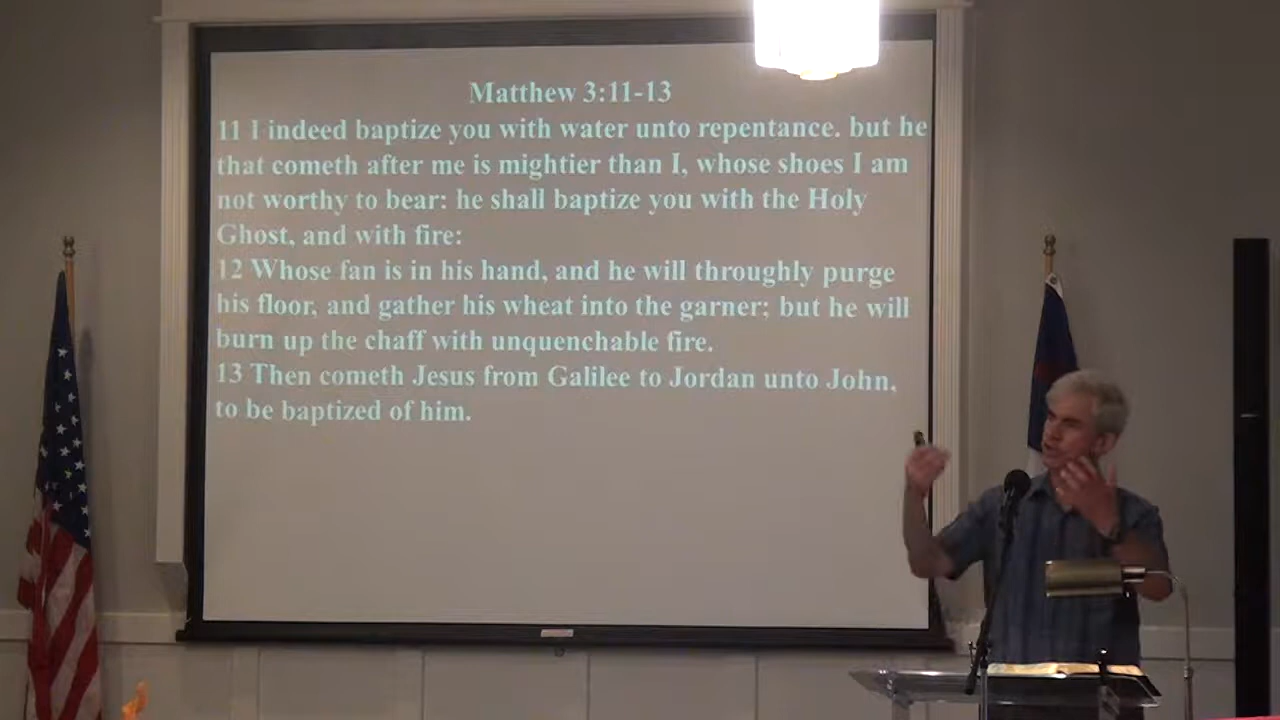 Matthew 3:11-13
11 I indeed baptize you with water unto repentance. but he
that cometh after me is mightier than I, whose shoes I am
not worthy to bear: he shall baptize you with the Holy
Ghost, and with fire:
12 Whose fan is in his hand, and he will throughly purge
his floor, and gather his wheat into the garner; but he will
burn up the chaff with unquenchable fire.
13 Then cometh Jesus from Galilee to Jordan unto John,
to be baptized of him.